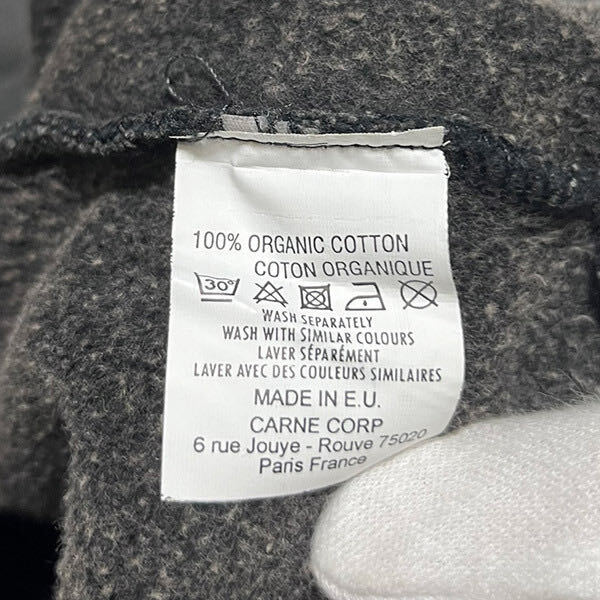 100% ORGANIC COTTON
COTON ORGANIQUE
30°
WASH SEPARATELY
WASH WITH SIMILAR COLOURS
LAVER SÉPARÉMENT
LAVER AVEC DES COULEURS SIMILAIRES
MADE IN E.U.
CARNE CORP
6 rue Jouye - Rouve 75020
Paris France